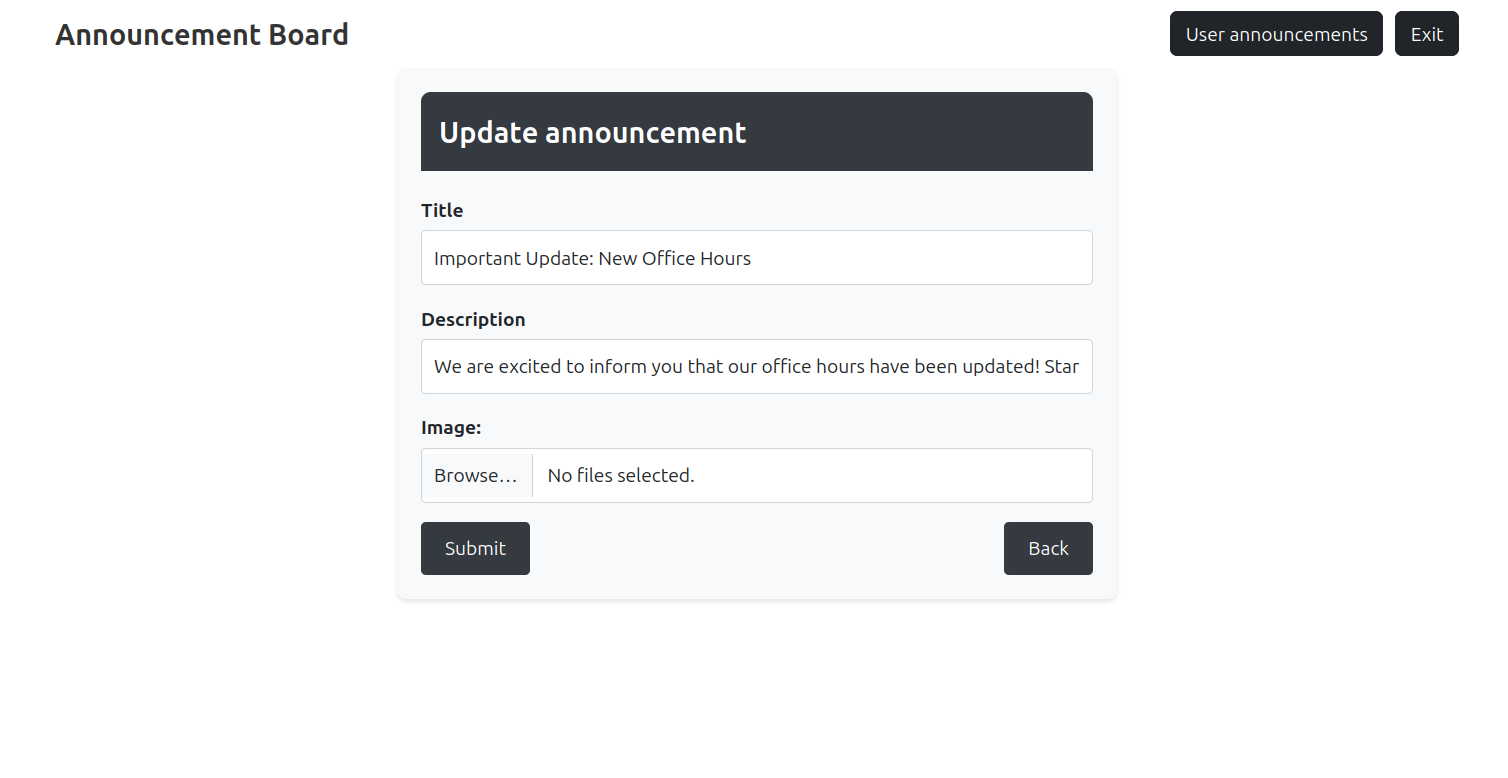 Announcement Board
User announcements
Exit
Update announcement
Title
Important Update: New Office Hours
Description
We are excited to inform you that our office hours have been updated! Star
Image:
Browse... No files selected.
Submit
Back